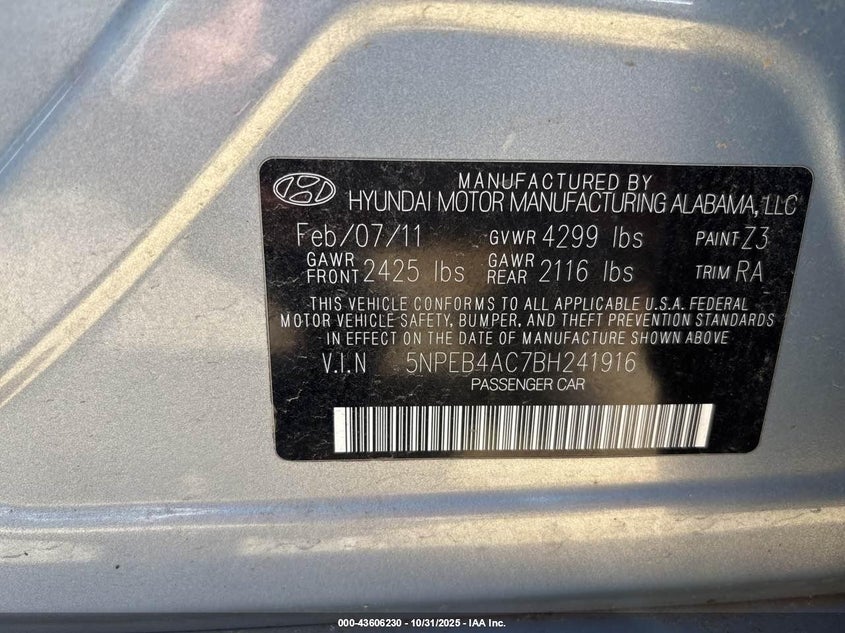 MANUFACTURED BY
HYUNDAI MOTOR MANUFACTURING ALABAMA, LLC
Feb/07/11 GVWR 4299 lbs PAINT Z3
GAWR FRONT 2425 lbs GAWR REAR 2116 lbs TRIM RA
THIS VEHICLE CONFORMS TO ALL APPLICABLE U.S.A. FEDERAL
MOTOR VEHICLE SAFETY, BUMPER, AND THEFT PREVENTION STANDARDS
IN EFFECT ON THE DATE OF MANUFACTURE SHOWN ABOVE
V.I.N 5NPEB4AC7BH241916
PASSENGER CAR
000-43606230 - 10/31/2025 - IAA Inc.